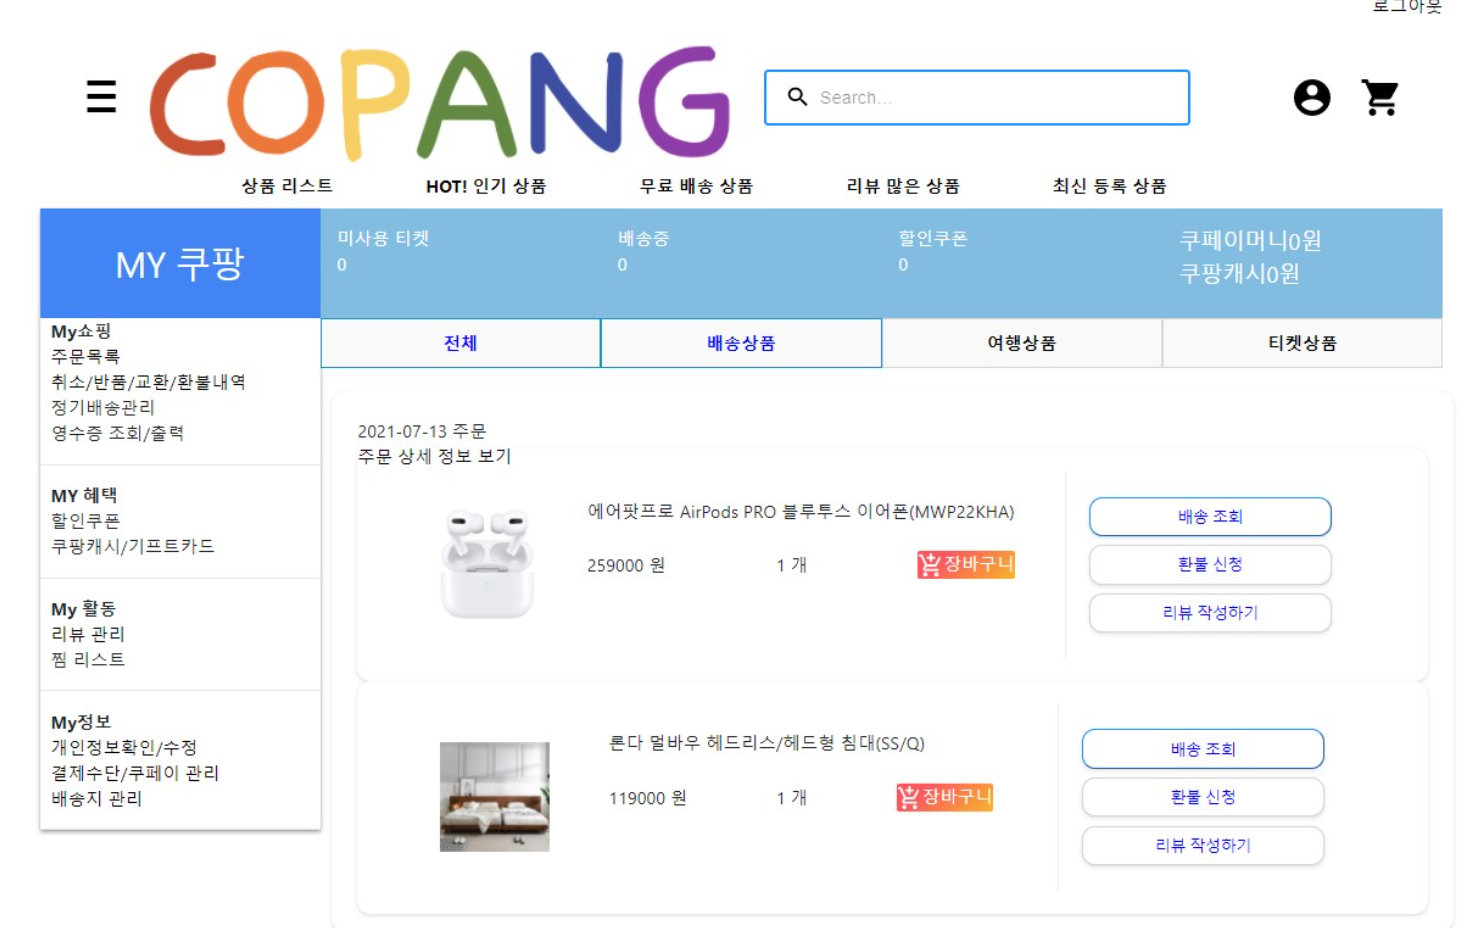 로그아웃
COPANG
Search...
상품 리스트 HOT! 인기 상품 무료 배송 상품 리뷰 많은 상품 최신 등록 상품
MY 쿠팡
미사용 티켓
0
배송중
0
할인쿠폰
0
쿠페이머니0원
쿠팡캐시0원
My쇼핑
주문목록
취소/반품/교환/환불내역
정기배송관리
영수증 조회/출력
MY 혜택
할인쿠폰
쿠팡캐시/기프트카드
My 활동
리뷰 관리
찜 리스트
My정보
개인정보확인/수정
결제수단/쿠페이 관리
배송지 관리
전체 배송상품 여행상품 티켓상품
2021-07-13 주문
주문 상세 정보 보기
에어팟프로 AirPods PRO 블루투스 이어폰(MWP22KHA)
259000 원 1 개 장바구니
배송 조회
환불 신청
리뷰 작성하기
론다 멀바우 헤드리스/헤드형 침대(SS/Q)
119000 원 1 개 장바구니
배송 조회
환불 신청
리뷰 작성하기